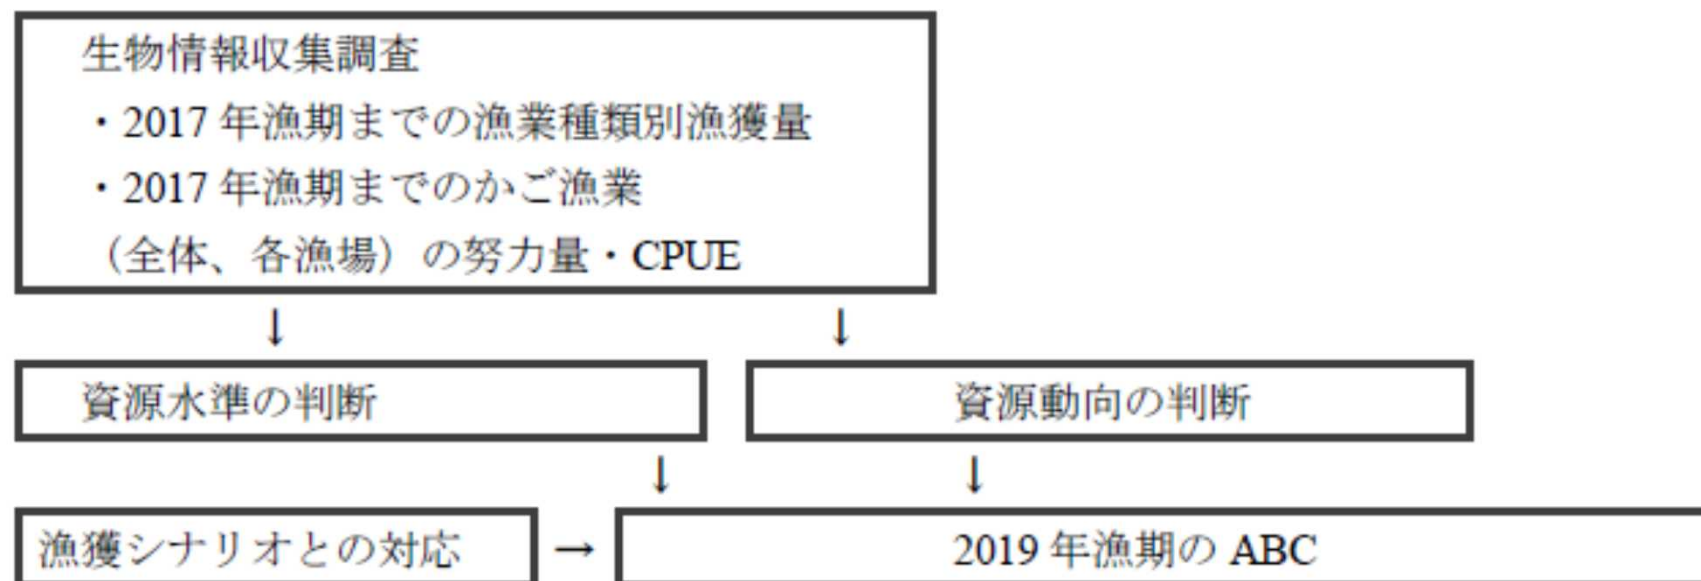 生物情報収集調査
・2017 年漁期までの漁業種類別漁獲量
・2017 年漁期までのかご漁業
（全体、各漁場）の努力量・CPUE
↓ ↓
資源水準の判断 資源動向の判断
↓ ↓
漁獲シナリオとの対応 → 2019 年漁期の ABC